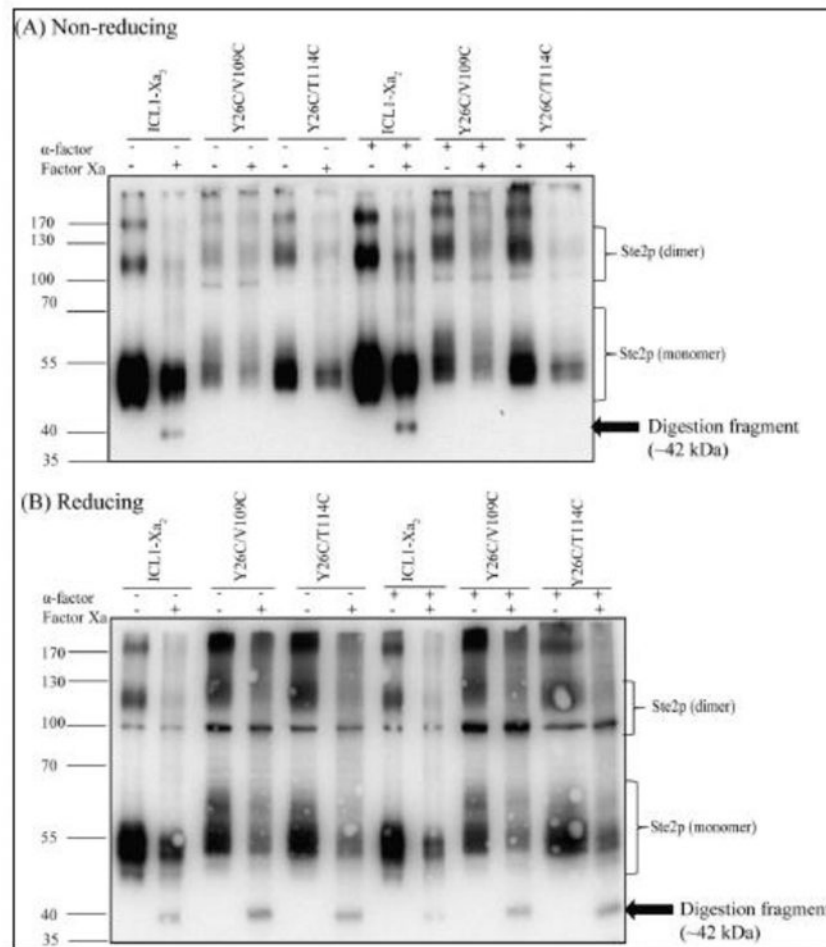 (A) Non-reducing
ICL1-Xa2 Y26C/V109C Y26C/T114C ICL1-Xa2 Y26C/V109C Y26C/T114C
α-factor - - - - - - + + + + + +
Factor Xa - + - + - + - + - + - +
170
130
100
70
55
40
35
Ste2p (dimer)
Ste2p (monomer)
Digestion fragment
(~42 kDa)
(B) Reducing
ICL1-Xa2 Y26C/V109C Y26C/T114C ICL1-Xa2 Y26C/V109C Y26C/T114C
α-factor - - - - - - + + + + + +
Factor Xa - + - + - + - + - + - +
170
130
100
70
55
40
35
Ste2p (dimer)
Ste2p (monomer)
Digestion fragment
(~42 kDa)